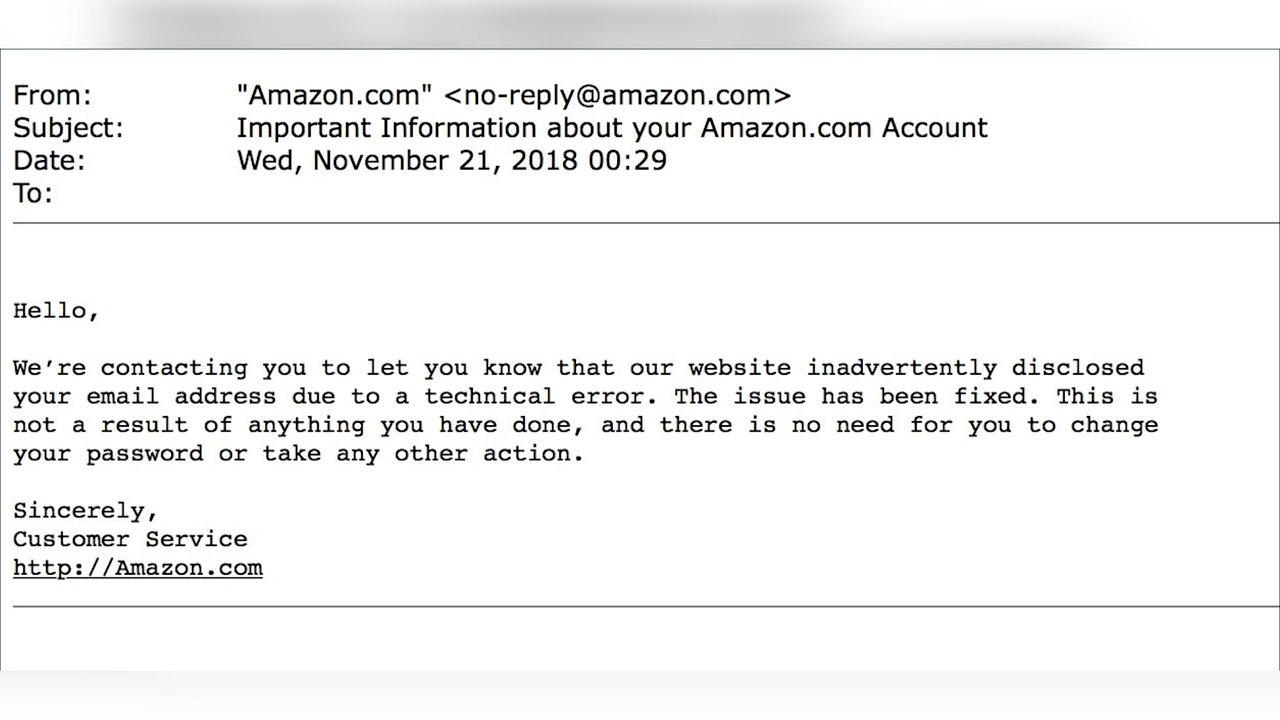 From: "Amazon.com" <no-reply@amazon.com>
Subject: Important Information about your Amazon.com Account
Date: Wed, November 21, 2018 00:29
To:
Hello,
We’re contacting you to let you know that our website inadvertently disclosed
your email address due to a technical error. The issue has been fixed. This is
not a result of anything you have done, and there is no need for you to change
your password or take any other action.
Sincerely,
Customer Service
http://Amazon.com